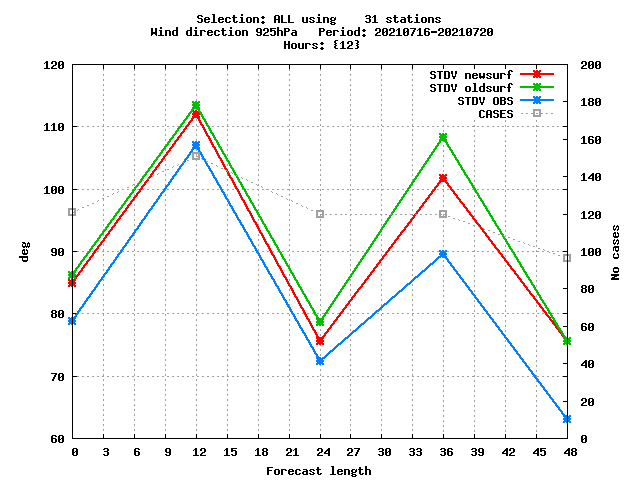 Selection: ALL using    31 stations
Wind direction 925hPa   Period: 20210716-20210720
Hours: {12}
STDV newsurf
STDV oldsurf
STDV OBS
CASES
120
110
100
90
80
70
60
deg
200
180
160
140
120
100
80
60
40
20
0
No cases
0 3 6 9 12 15 18 21 24 27 30 33 36 39 42 45 48
Forecast length